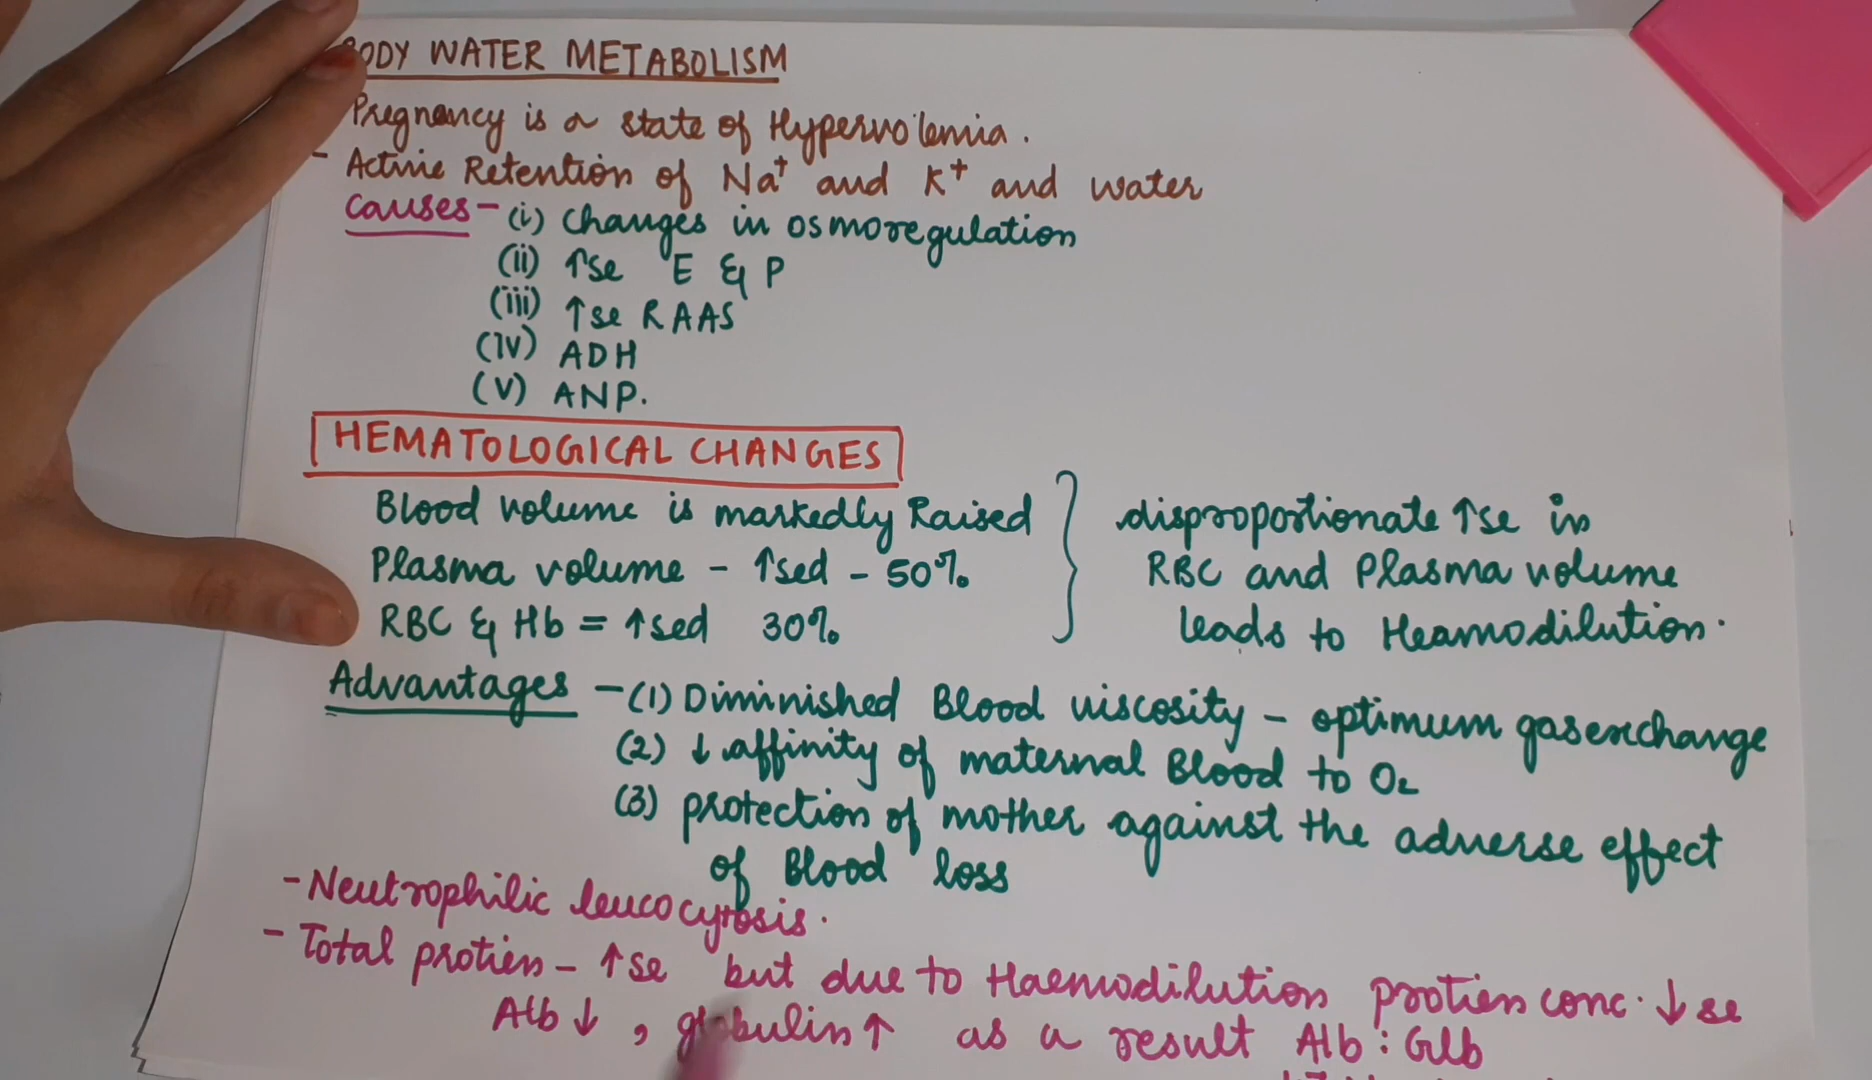 BODY WATER METABOLISM
Pregnancy is a state of Hypervolemia.
- Active Retention of Na+ and K+ and water
Causes - (i) Changes in osmoregulation
(ii) ↑se E & P
(iii) ↑se RAAS
(iv) ADH
(v) ANP.
HEMATOLOGICAL CHANGES
Blood volume is markedly Raised
Plasma volume - ↑sed - 50%
RBC & Hb = ↑sed 30%
disproportionate ↑se in
RBC and Plasma volume
leads to Heamodilution.
Advantages - (1) Diminished Blood viscosity - optimum gasexchange
(2) ↓ affinity of maternal Blood to O₂
(3) protection of mother against the adverse effect
of Blood loss
- Neutrophilic leucocytosis.
- Total protien - ↑se but due to Haemodilution protien conc. ↓se
Alb ↓, globulin ↑ as a result Alb : Glb